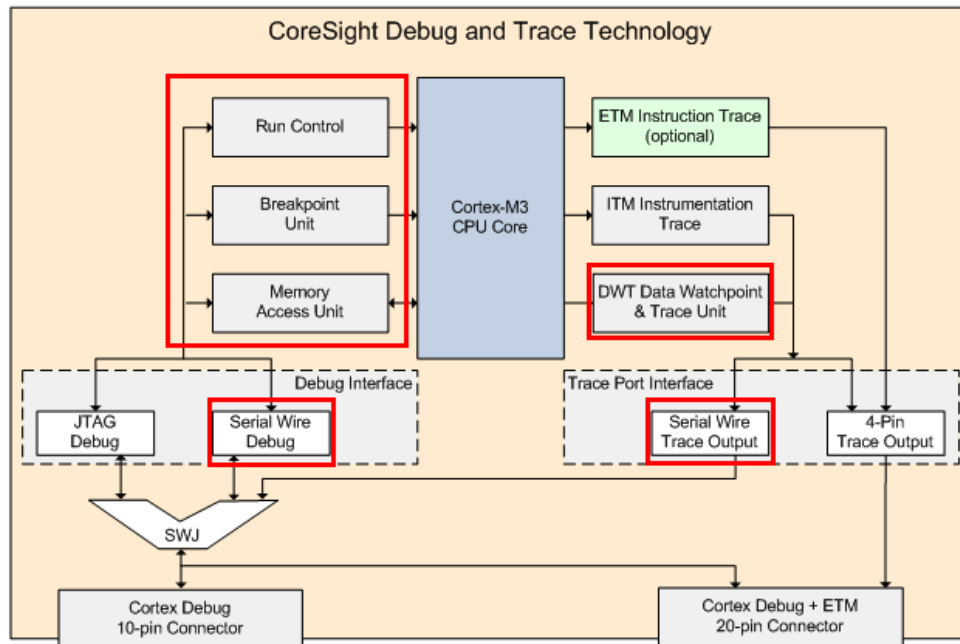 CoreSight Debug and Trace Technology
Run Control
Breakpoint
Unit
Memory
Access Unit
Cortex-M3
CPU Core
ETM Instruction Trace
(optional)
ITM Instrumentation
Trace
DWT Data Watchpoint
& Trace Unit
Debug Interface
JTAG
Debug
Serial Wire
Debug
Trace Port Interface
Serial Wire
Trace Output
4-Pin
Trace Output
SWJ
Cortex Debug
10-pin Connector
Cortex Debug + ETM
20-pin Connector